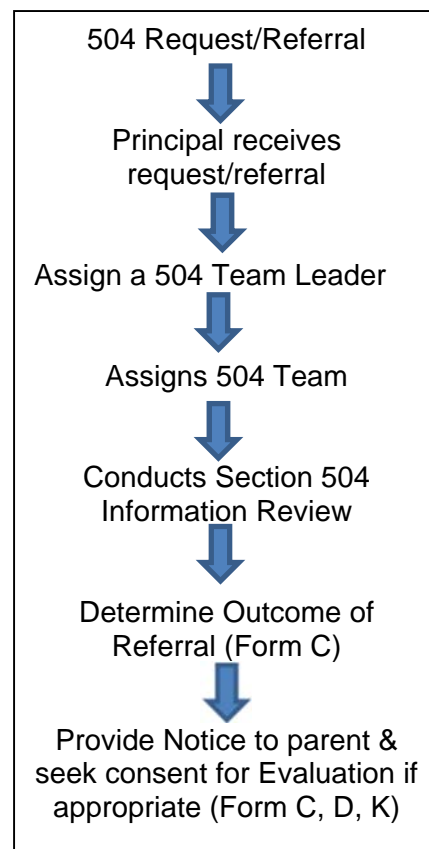 504 Request/Referral
Principal receives
request/referral
Assign a 504 Team Leader
Assigns 504 Team
Conducts Section 504
Information Review
Determine Outcome of
Referral (Form C)
Provide Notice to parent &
seek consent for Evaluation if
appropriate (Form C, D, K)